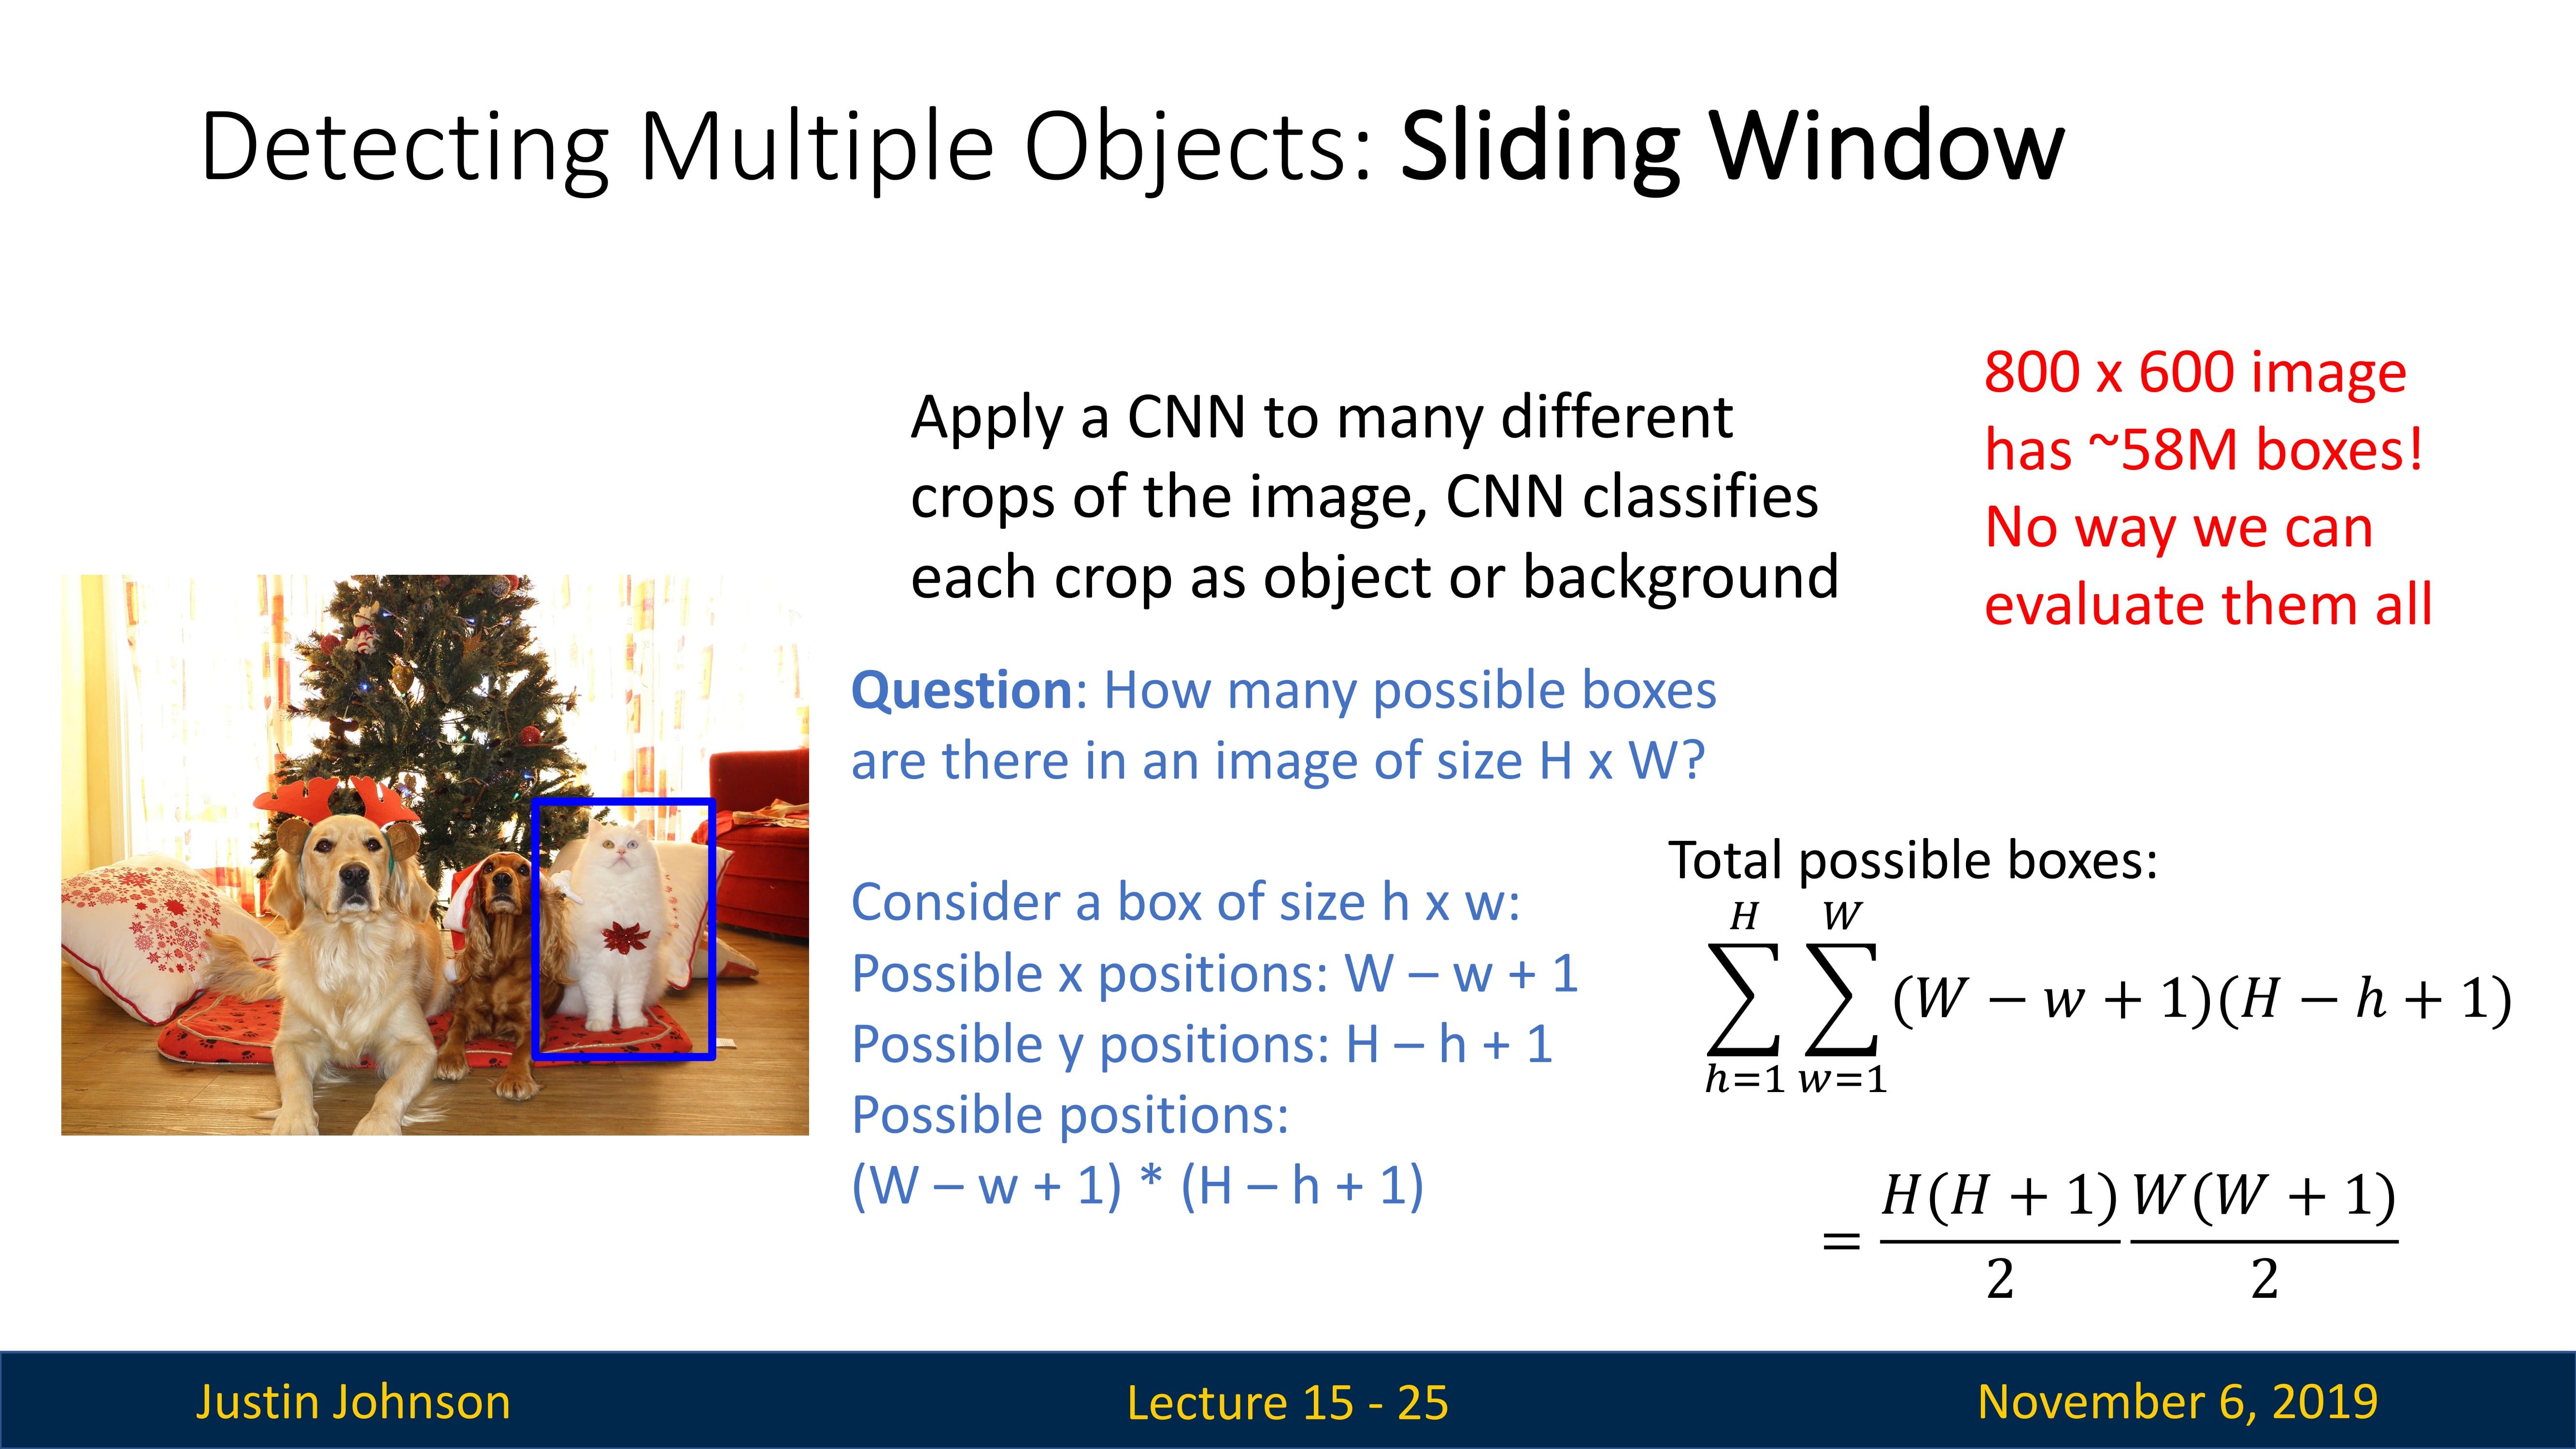 Detecting Multiple Objects: Sliding Window
Apply a CNN to many different
crops of the image, CNN classifies
each crop as object or background
800 x 600 image
has ~58M boxes!
No way we can
evaluate them all
Question: How many possible boxes
are there in an image of size H x W?
Consider a box of size h x w:
Possible x positions: W – w + 1
Possible y positions: H – h + 1
Possible positions:
(W – w + 1) * (H – h + 1)
Total possible boxes:
∑_{h=1}^{H} ∑_{w=1}^{W} (W − w + 1)(H − h + 1)
= \frac{H(H + 1)}{2} \frac{W(W + 1)}{2}
Justin Johnson
Lecture 15 - 25
November 6, 2019